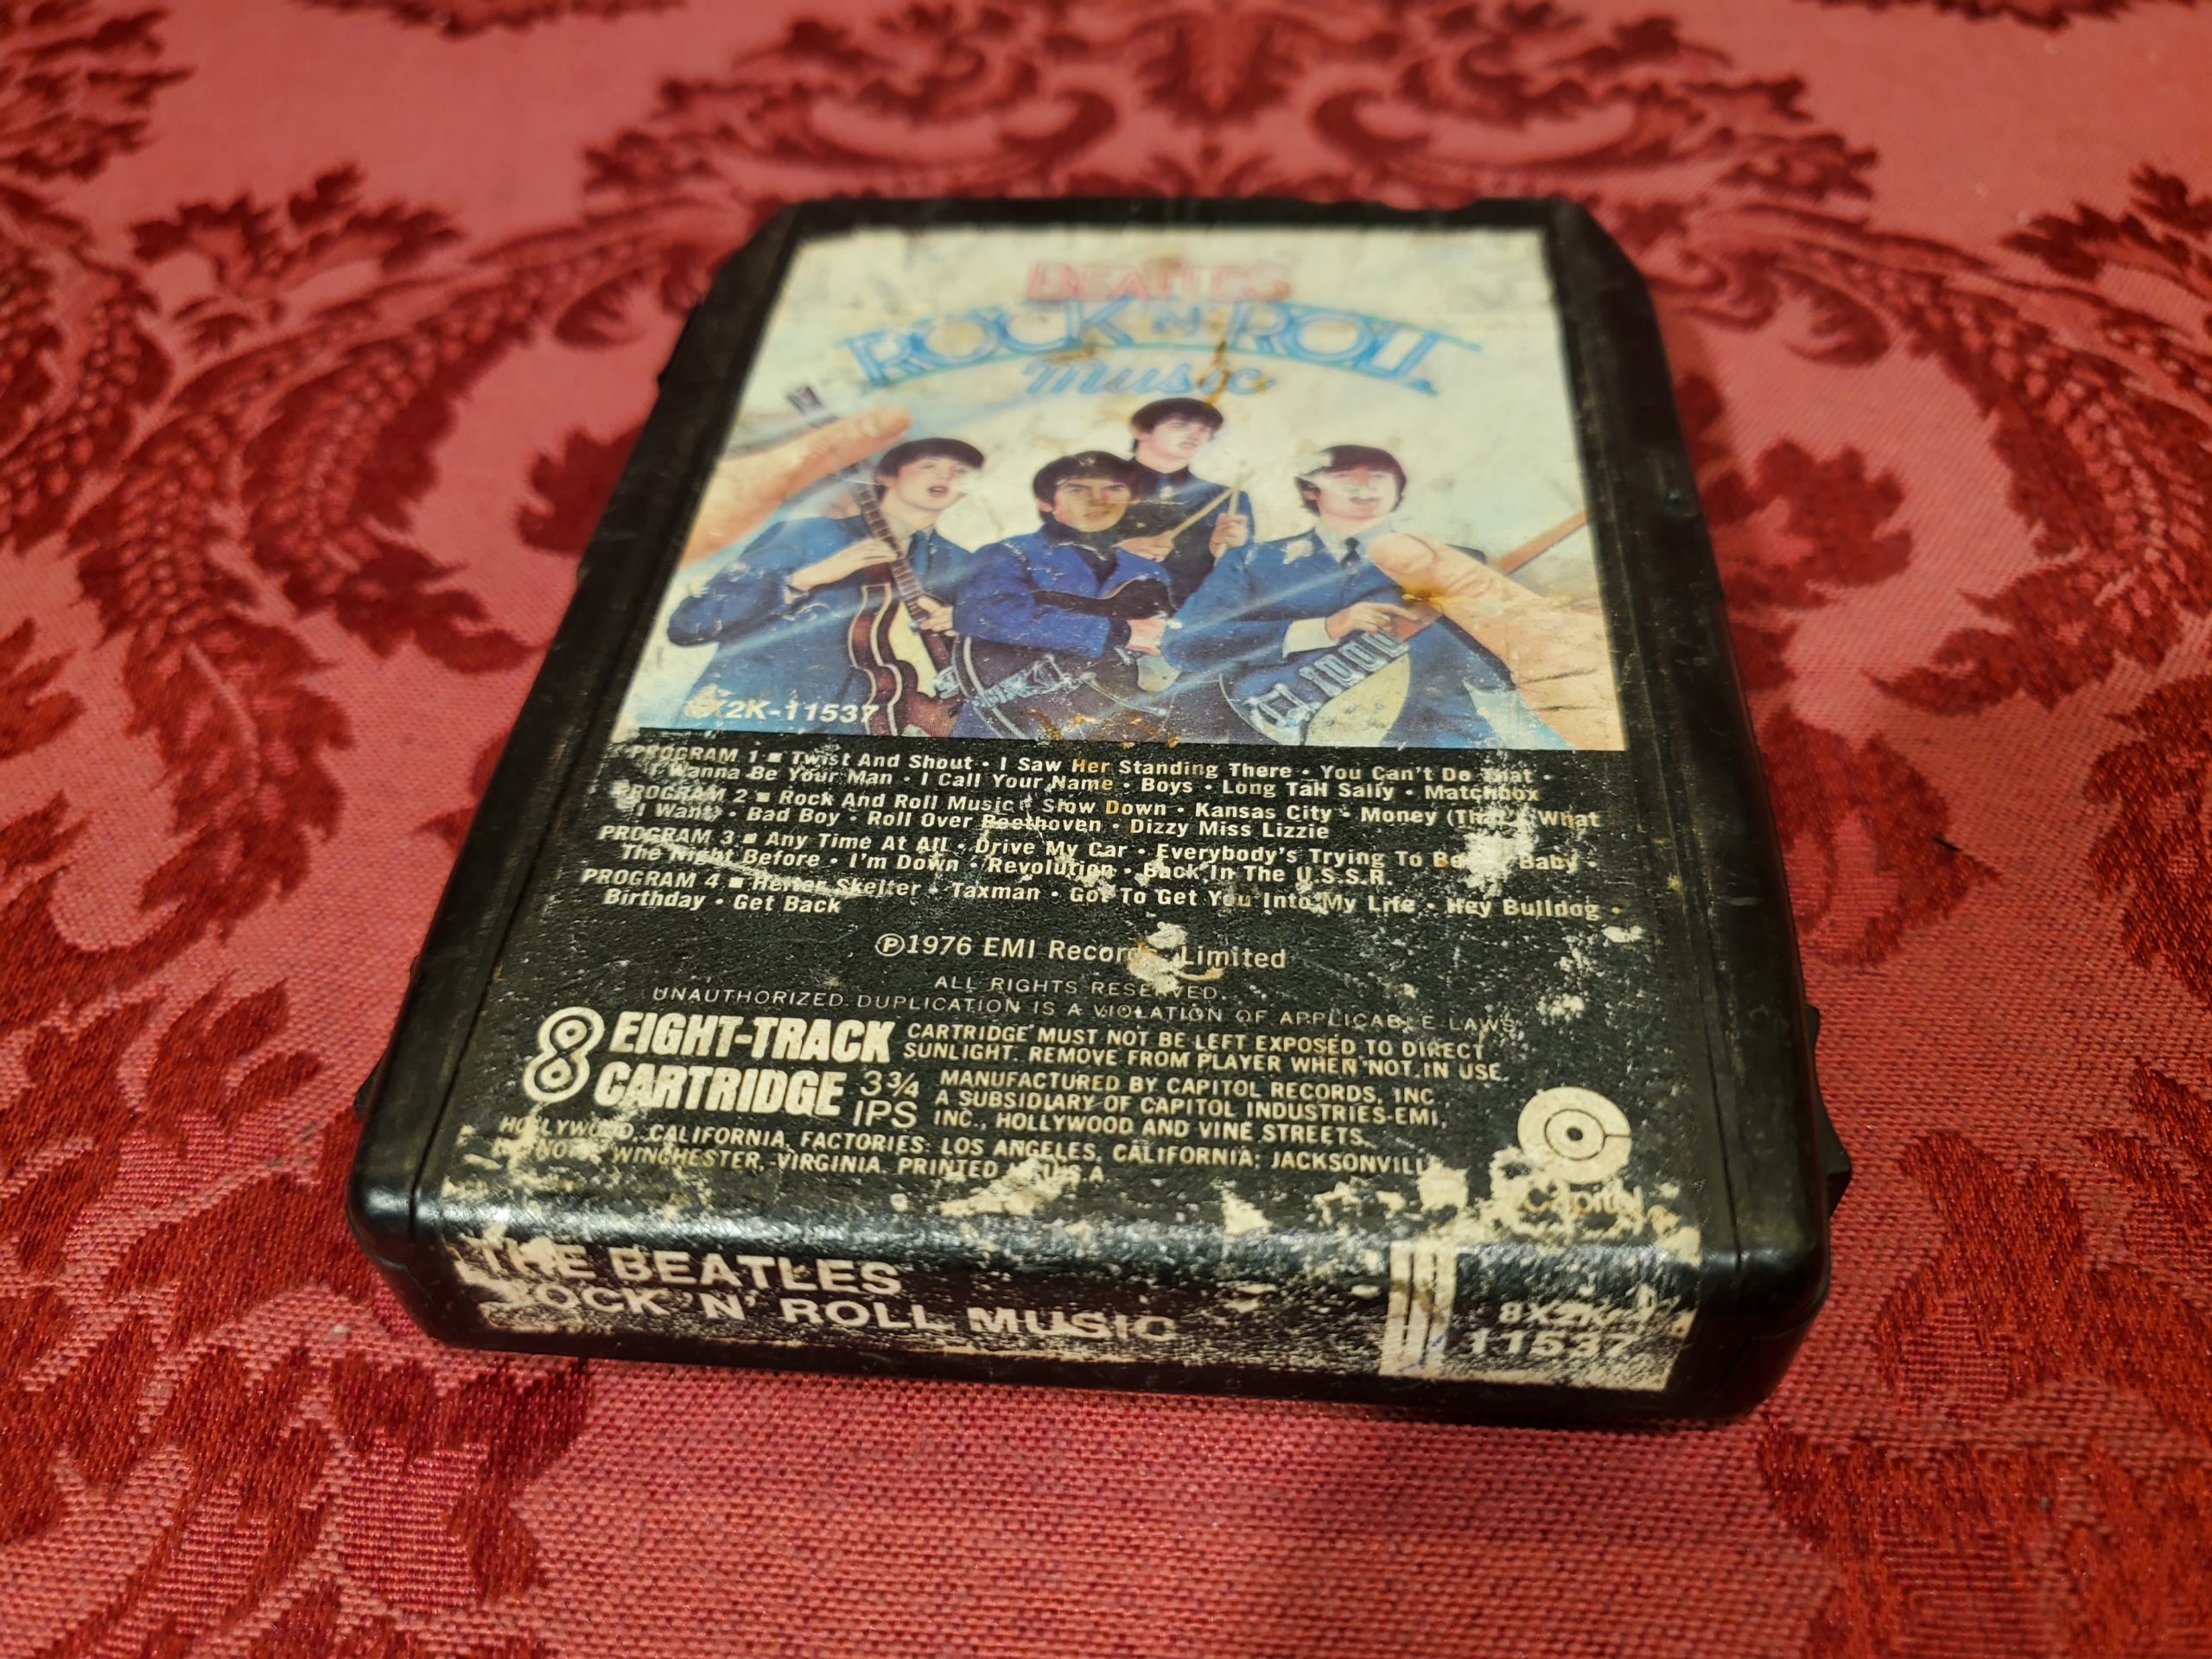 BEATLES
ROCK 'N' ROLL
Music
X2K-11537
PROGRAM 1 ■ Twist And Shout • I Saw Her Standing There • You Can't Do That •
I Wanna Be Your Man • I Call Your Name • Boys • Long Tall Sally • Matchbox
PROGRAM 2 ■ Rock And Roll Music • Slow Down • Kansas City • Money (That's What
I Want) • Bad Boy • Roll Over Beethoven • Dizzy Miss Lizzie
PROGRAM 3 ■ Any Time At All • Drive My Car • Everybody's Trying To Be My Baby •
The Night Before • I'm Down • Revolution • Back In The U.S.S.R.
PROGRAM 4 ■ Helter Skelter • Taxman • Got To Get You Into My Life • Hey Bulldog •
Birthday • Get Back
℗1976 EMI Records Limited
ALL RIGHTS RESERVED.
UNAUTHORIZED DUPLICATION IS A VIOLATION OF APPLICABLE LAWS.
8 EIGHT-TRACK
CARTRIDGE 3¾
IPS
CARTRIDGE MUST NOT BE LEFT EXPOSED TO DIRECT
SUNLIGHT. REMOVE FROM PLAYER WHEN NOT IN USE.
MANUFACTURED BY CAPITOL RECORDS, INC
A SUBSIDIARY OF CAPITOL INDUSTRIES-EMI,
INC., HOLLYWOOD AND VINE STREETS,
HOLLYWOOD, CALIFORNIA. FACTORIES: LOS ANGELES, CALIFORNIA; JACKSONVILLE,
ILLINOIS; WINCHESTER, VIRGINIA. PRINTED IN U.S.A.
Capitol
THE BEATLES
ROCK 'N' ROLL MUSIC
8X2K-
11537